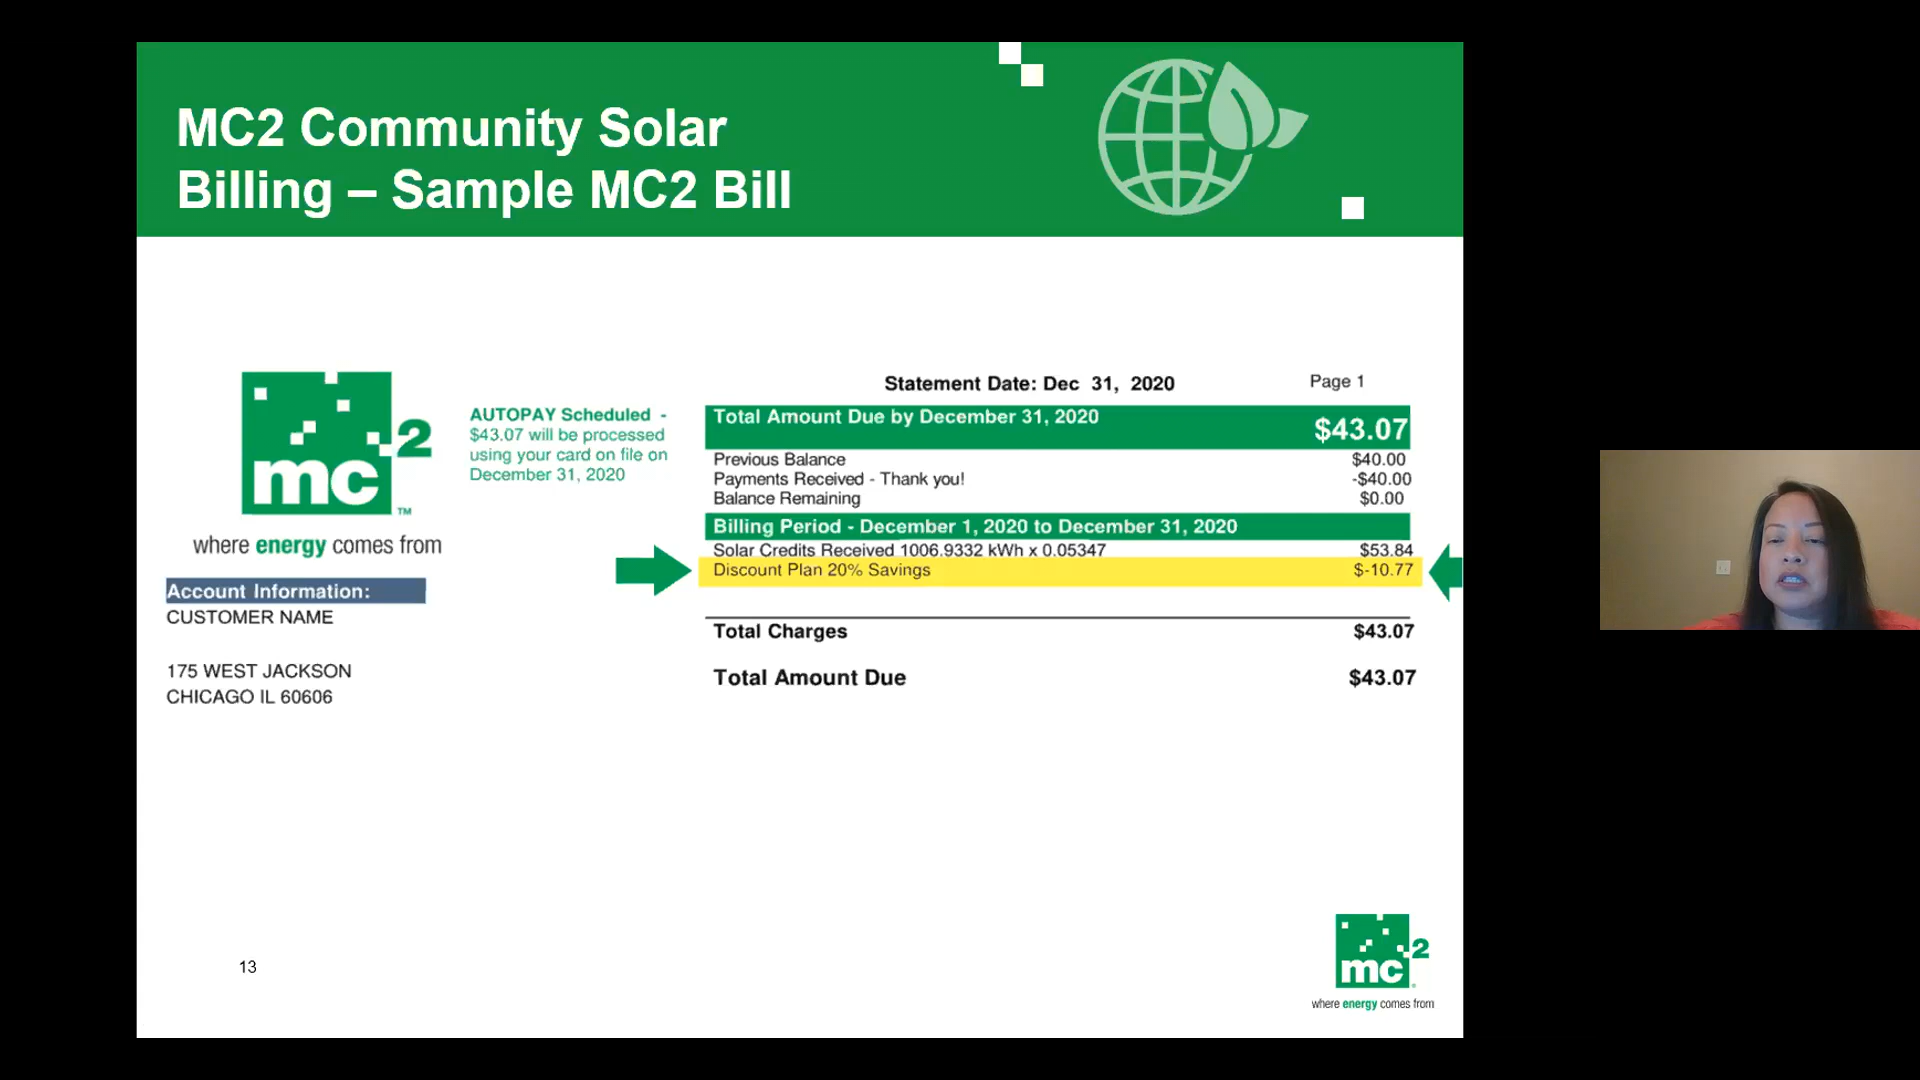 MC2 Community Solar
Billing – Sample MC2 Bill
mc2
TM
where energy comes from
AUTOPAY Scheduled -
$43.07 will be processed
using your card on file on
December 31, 2020
Account Information:
CUSTOMER NAME
175 WEST JACKSON
CHICAGO IL 60606
Statement Date: Dec 31, 2020 Page 1
Total Amount Due by December 31, 2020 $43.07
Previous Balance $40.00
Payments Received - Thank you! -$40.00
Balance Remaining $0.00
Billing Period - December 1, 2020 to December 31, 2020
Solar Credits Received 1006.9332 kWh x 0.05347 $53.84
Discount Plan 20% Savings $-10.77
Total Charges $43.07
Total Amount Due $43.07
13
mc2
where energy comes from